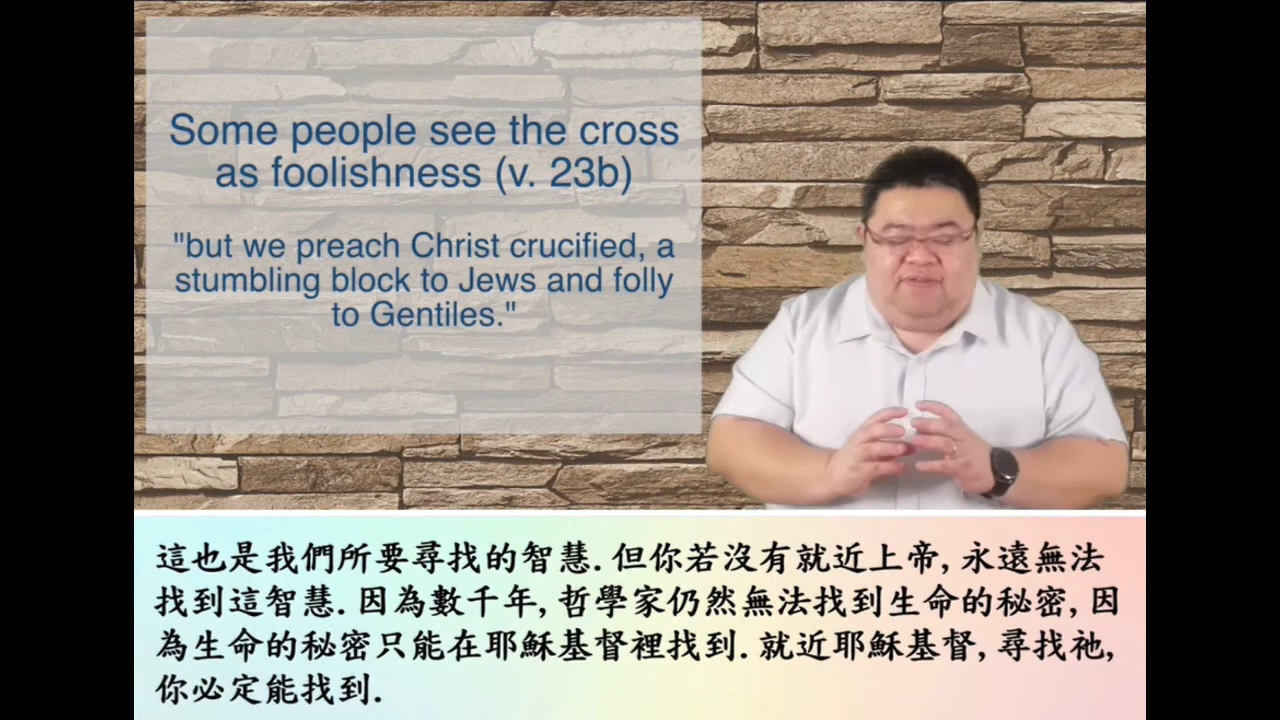 Some people see the cross
as foolishness (v. 23b)
"but we preach Christ crucified, a
stumbling block to Jews and folly
to Gentiles."
這也是我們所要尋找的智慧. 但你若沒有就近上帝, 永遠無法
找到這智慧. 因為數千年, 哲學家仍然無法找到生命的秘密, 因
為生命的秘密只能在耶穌基督裡找到. 就近耶穌基督, 尋找祂,
你必定能找到.